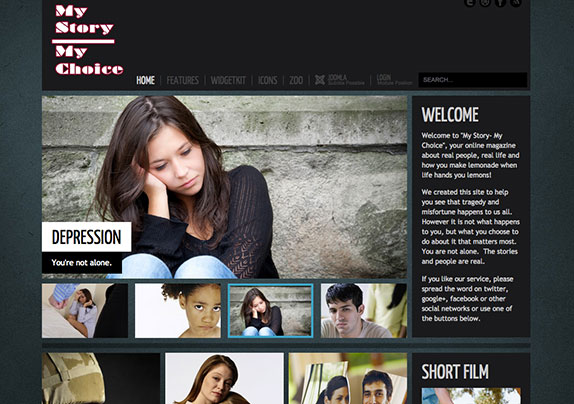 My
Story
My
Choice
HOME
FEATURES
WIDGETKIT
ICONS
ZOO
JOOMLA
LOGIN
SEARCH...
DEPRESSION
You're not alone.
WELCOME
Welcome to "My Story- My
Choice", your online magazine
about real people, real life and
how you make lemonade when
life hands you lemons!
We created this site to help
you see that tragedy and
misfortune happens to us all.
However it is not what happens
to you, but what you choose to
do about it that matters most.
You are not alone. The stories
and people are real.
If you like our service, please
spread the word on twitter,
google+, facebook or other
social networks or use one of
the buttons below.
SHORT FILM